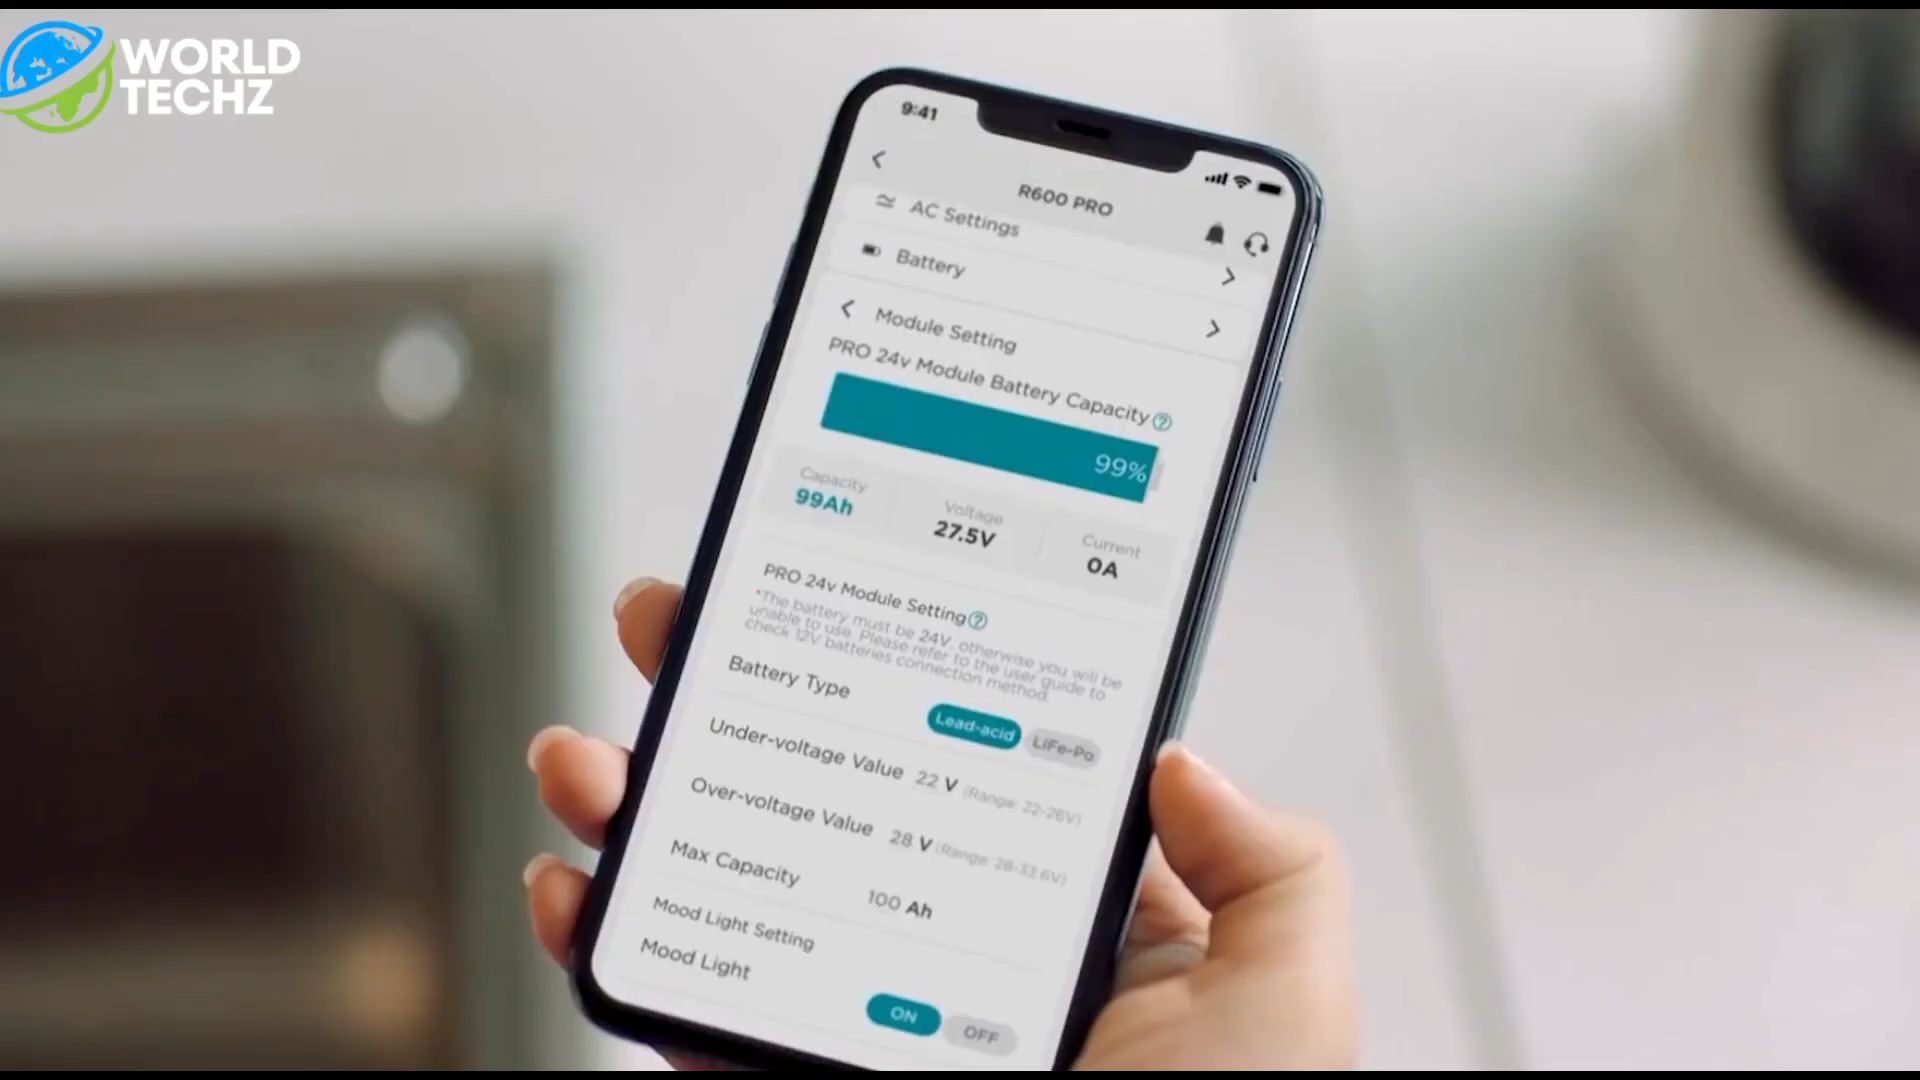 WORLD
TECHZ
9:41
R600 PRO
AC Settings
Battery
Module Setting
PRO 24v Module Battery Capacity ?
99%
Capacity Voltage Current
99Ah 27.5V 0A
PRO 24v Module Setting ?
*The battery must be 24V, otherwise you will be
unable to use. Please refer to the user guide to
check 12V batteries connection method.
Battery Type Lead-acid LiFe-Po
Under-voltage Value 22 V (Range: 22-26V)
Over-voltage Value 28 V (Range: 28-33.6V)
Max Capacity 100 Ah
Mood Light Setting
Mood Light ON OFF